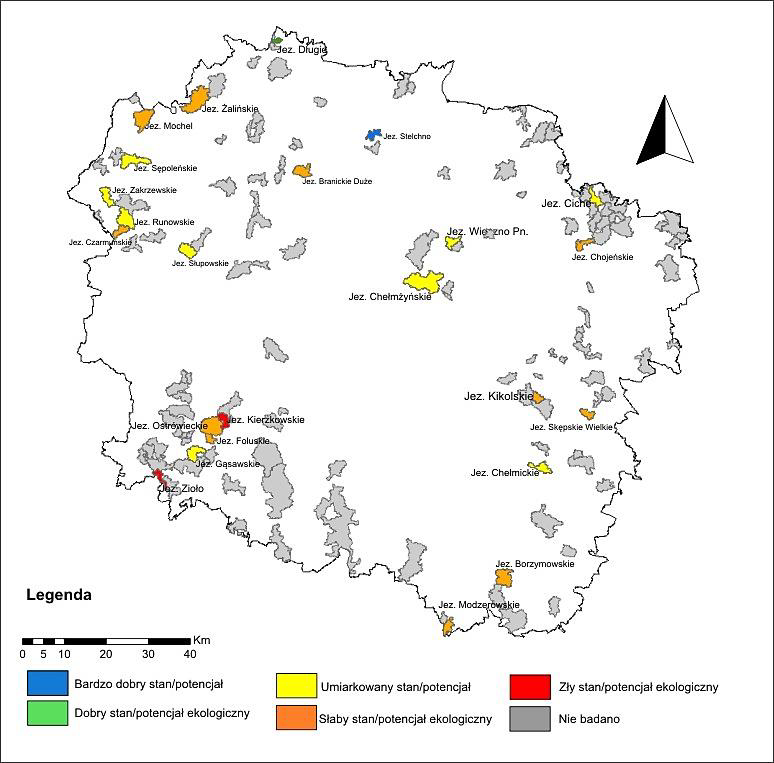 Jez. Długie
Jez. Żalińskie
Jez. Mochel
Jez. Stelchno
Jez. Sępoleńskie
Jez. Branickie Duże
Jez. Zakrzewskie
Jez. Ciche
Jez. Runowskie
Jez. Wieczno Pn.
Jez. Czarmuńskie
Jez. Chojeńskie
Jez. Słupowskie
Jez. Chełmżyńskie
Jez. Kikolskie
Jez. Kierzkowskie
Jez. Ostrówieckie
Jez. Skępskie Wielkie
Jez. Foluskie
Jez. Gąsawskie
Jez. Chełmickie
Jez. Zioło
Jez. Borzymowskie
Legenda
Jez. Modzerowskie
Km
0 5 10 20 30 40
Bardzo dobry stan/potencjał
Umiarkowany stan/potencjał
Zły stan/potencjał ekologiczny
Dobry stan/potencjał ekologiczny
Słaby stan/potencjał ekologiczny
Nie badano